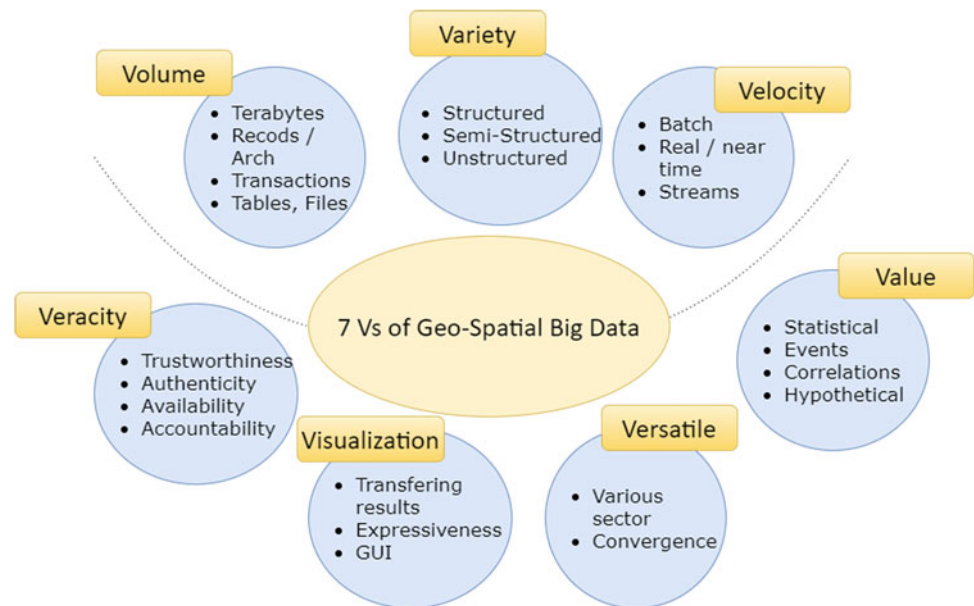 Volume
• Terabytes
• Recods /
Arch
• Transactions
• Tables, Files
Variety
• Structured
• Semi-Structured
• Unstructured
Velocity
• Batch
• Real / near
time
• Streams
7 Vs of Geo-Spatial Big Data
Value
• Statistical
• Events
• Correlations
• Hypothetical
Veracity
• Trustworthiness
• Authenticity
• Availability
• Accountability
Visualization
• Transfering
results
• Expressiveness
• GUI
Versatile
• Various
sector
• Convergence